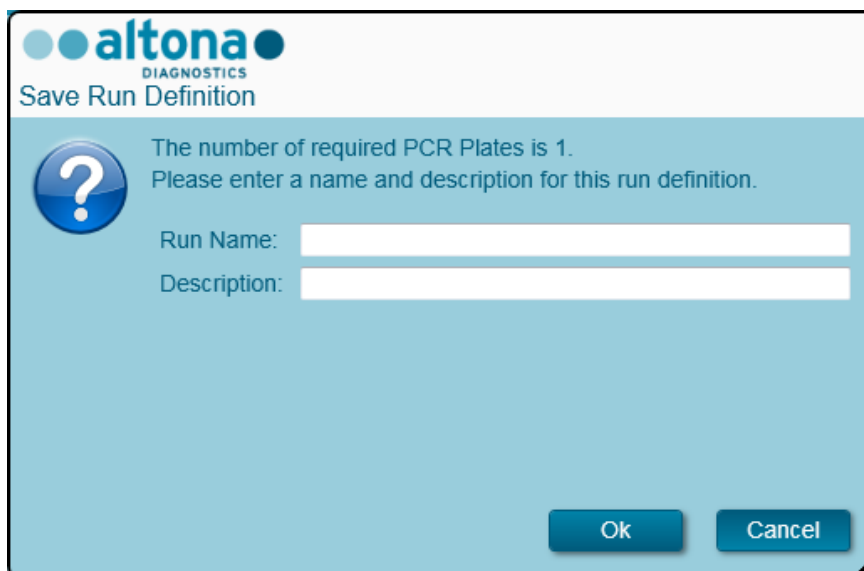 altona
DIAGNOSTICS
Save Run Definition
The number of required PCR Plates is 1.
Please enter a name and description for this run definition.
Run Name:
Description:
Ok
Cancel